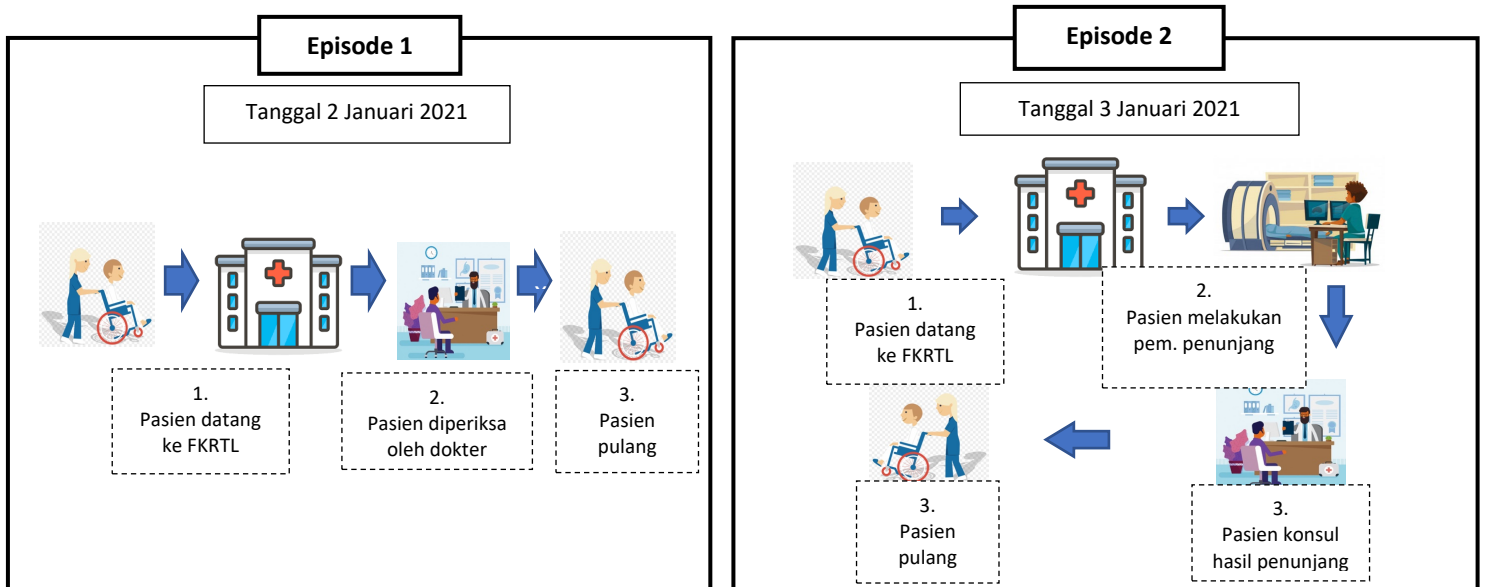 Episode 1
Tanggal 2 Januari 2021
1.
Pasien datang
ke FKRTL
2.
Pasien diperiksa
oleh dokter
3.
Pasien
pulang
Episode 2
Tanggal 3 Januari 2021
1.
Pasien datang
ke FKRTL
2.
Pasien melakukan
pem. penunjang
3.
Pasien konsul
hasil penunjang
3.
Pasien
pulang